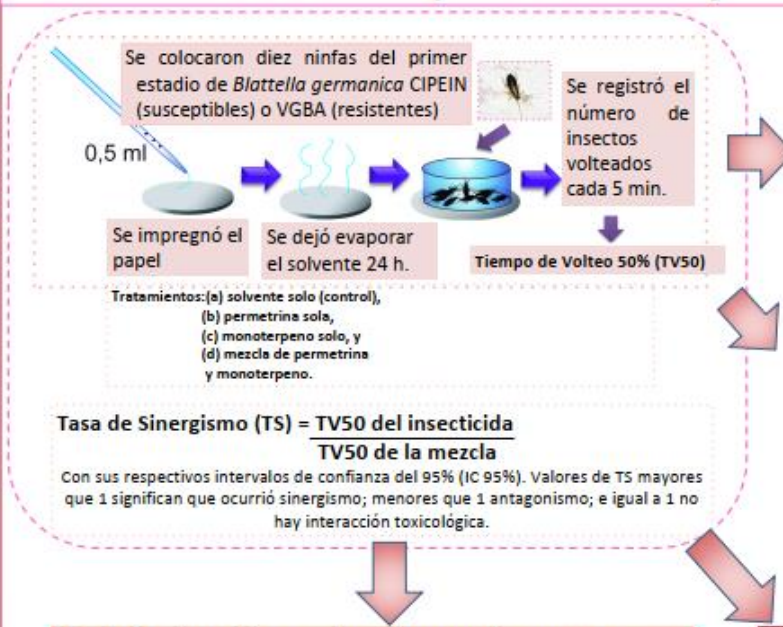 Se colocaron diez ninfas del primer
estadio de Blattella germanica CIPEIN
(susceptibles) o VGBA (resistentes)
0,5 ml
Se impregnó el
papel
Se dejó evaporar
el solvente 24 h.
Se registró el
número de
insectos
volteados
cada 5 min.
Tiempo de Volteo 50% (TV50)
Tratamientos:(a) solvente solo (control),
(b) permetrina sola,
(c) monoterpeno solo, y
(d) mezcla de permetrina
y monoterpeno.
Tasa de Sinergismo (TS) = TV50 del insecticida
TV50 de la mezcla
Con sus respectivos intervalos de confianza del 95% (IC 95%). Valores de TS mayores
que 1 significan que ocurrió sinergismo; menores que 1 antagonismo; e igual a 1 no
hay interacción toxicológica.